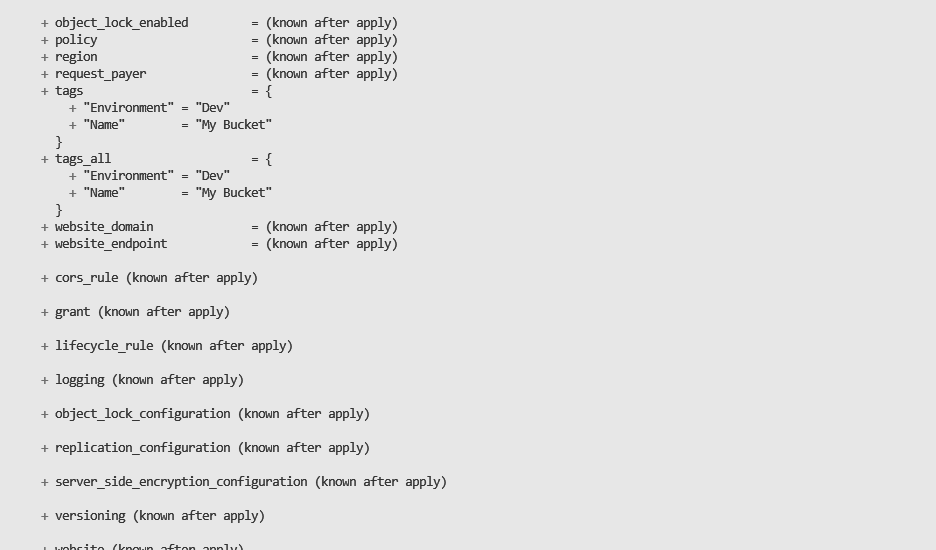 + object_lock_enabled         = (known after apply)
+ policy                      = (known after apply)
+ region                      = (known after apply)
+ request_payer               = (known after apply)
+ tags                        = {
    + "Environment" = "Dev"
    + "Name"        = "My Bucket"
  }
+ tags_all                    = {
    + "Environment" = "Dev"
    + "Name"        = "My Bucket"
  }
+ website_domain              = (known after apply)
+ website_endpoint            = (known after apply)
+ cors_rule (known after apply)
+ grant (known after apply)
+ lifecycle_rule (known after apply)
+ logging (known after apply)
+ object_lock_configuration (known after apply)
+ replication_configuration (known after apply)
+ server_side_encryption_configuration (known after apply)
+ versioning (known after apply)
+ website (known after apply)